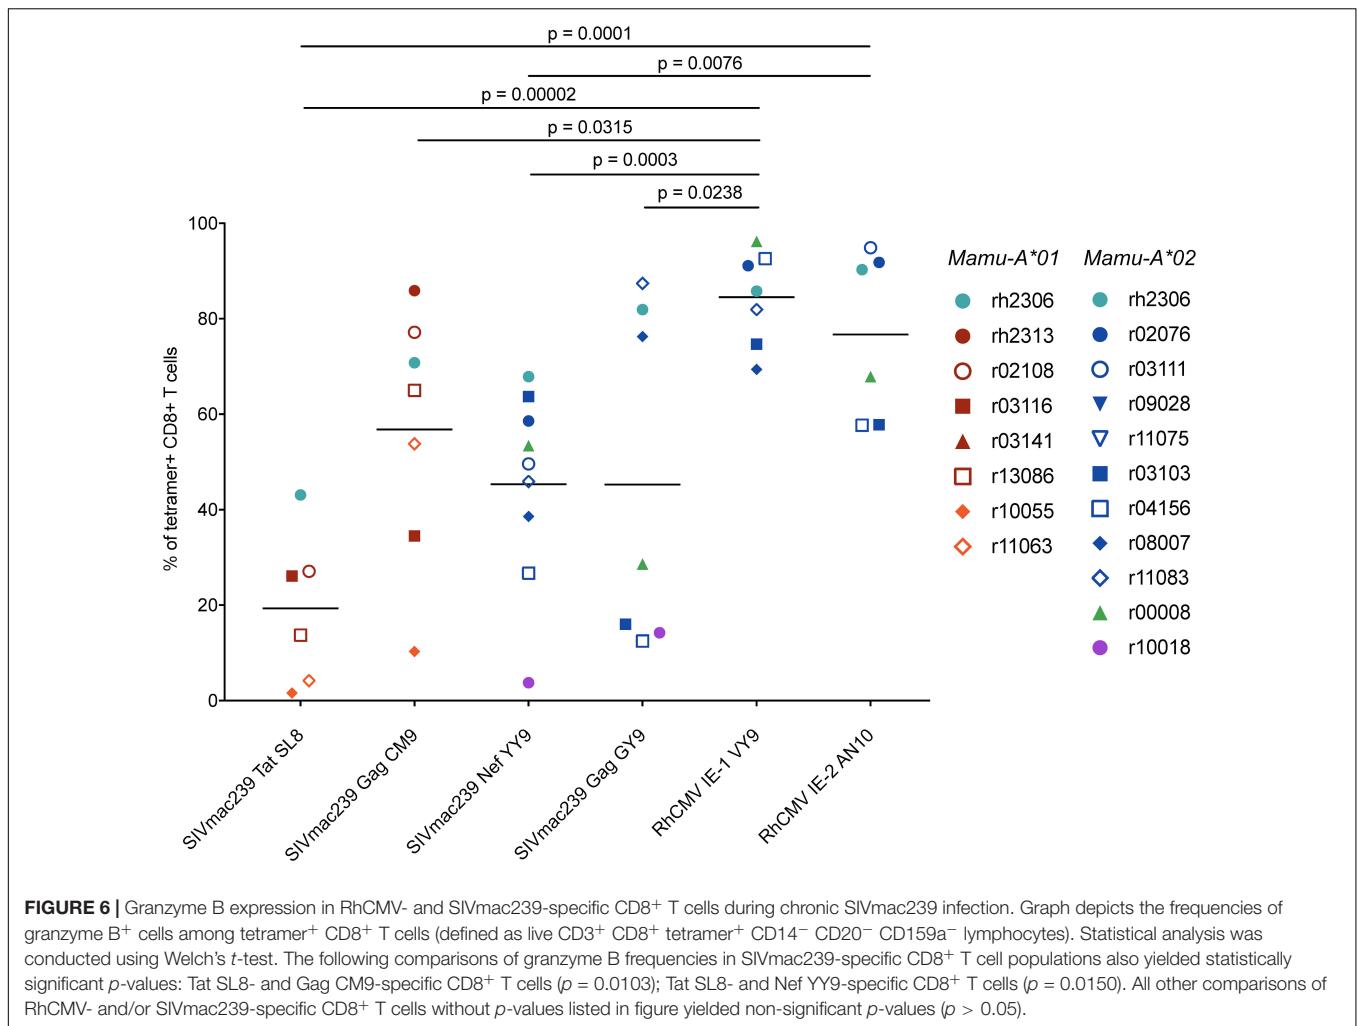 p = 0.0001
p = 0.0076
p = 0.00002
p = 0.0315
p = 0.0003
p = 0.0238
% of tetramer+ CD8+ T cells
100
80
60
40
20
0
SIVmac239 Tat SL8
SIVmac239 Gag CM9
SIVmac239 Nef YY9
SIVmac239 Gag GY9
RhCMV IE-1 VY9
RhCMV IE-2 AN10
Mamu-A*01
rh2306
rh2313
r02108
r03116
r03141
r13086
r10055
r11063
Mamu-A*02
rh2306
r02076
r03111
r09028
r11075
r03103
r04156
r08007
r11083
r00008
r10018
FIGURE 6 | Granzyme B expression in RhCMV- and SIVmac239-specific CD8⁺ T cells during chronic SIVmac239 infection. Graph depicts the frequencies of
granzyme B⁺ cells among tetramer⁺ CD8⁺ T cells (defined as live CD3⁺ CD8⁺ tetramer⁺ CD14⁻ CD20⁻ CD159a⁻ lymphocytes). Statistical analysis was
conducted using Welch's t-test. The following comparisons of granzyme B frequencies in SIVmac239-specific CD8⁺ T cell populations also yielded statistically
significant p-values: Tat SL8- and Gag CM9-specific CD8⁺ T cells (p = 0.0103); Tat SL8- and Nef YY9-specific CD8⁺ T cells (p = 0.0150). All other comparisons of
RhCMV- and/or SIVmac239-specific CD8⁺ T cells without p-values listed in figure yielded non-significant p-values (p > 0.05).